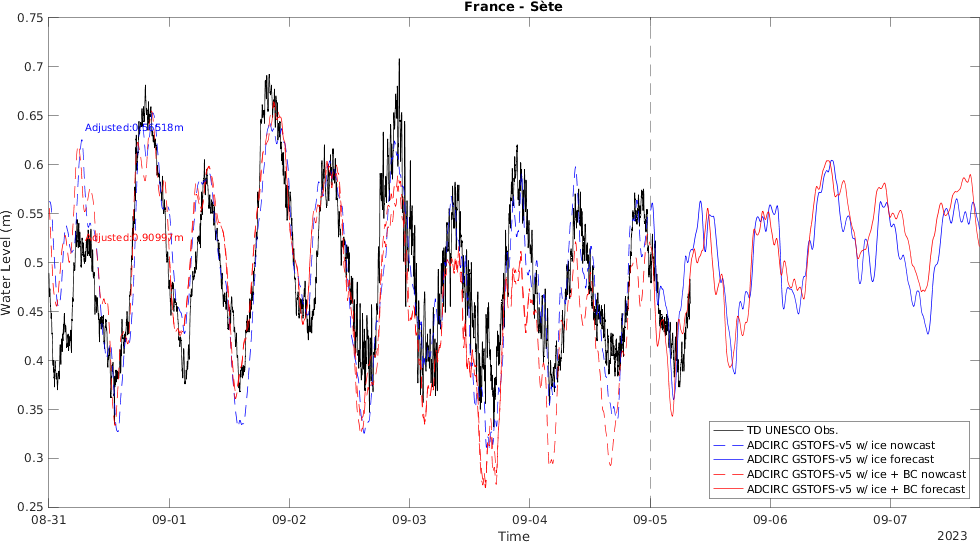 France - Sète
0.75
0.7
0.65
0.6
0.55
0.5
0.45
0.4
0.35
0.3
0.25
Water Level (m)
Adjusted:0.56518m
Adjusted:0.90997m
TD UNESCO Obs.
ADCIRC GSTOFS-v5 w/ ice nowcast
ADCIRC GSTOFS-v5 w/ ice forecast
ADCIRC GSTOFS-v5 w/ ice + BC nowcast
ADCIRC GSTOFS-v5 w/ ice + BC forecast
08-31 09-01 09-02 09-03 09-04 09-05 09-06 09-07
Time
2023